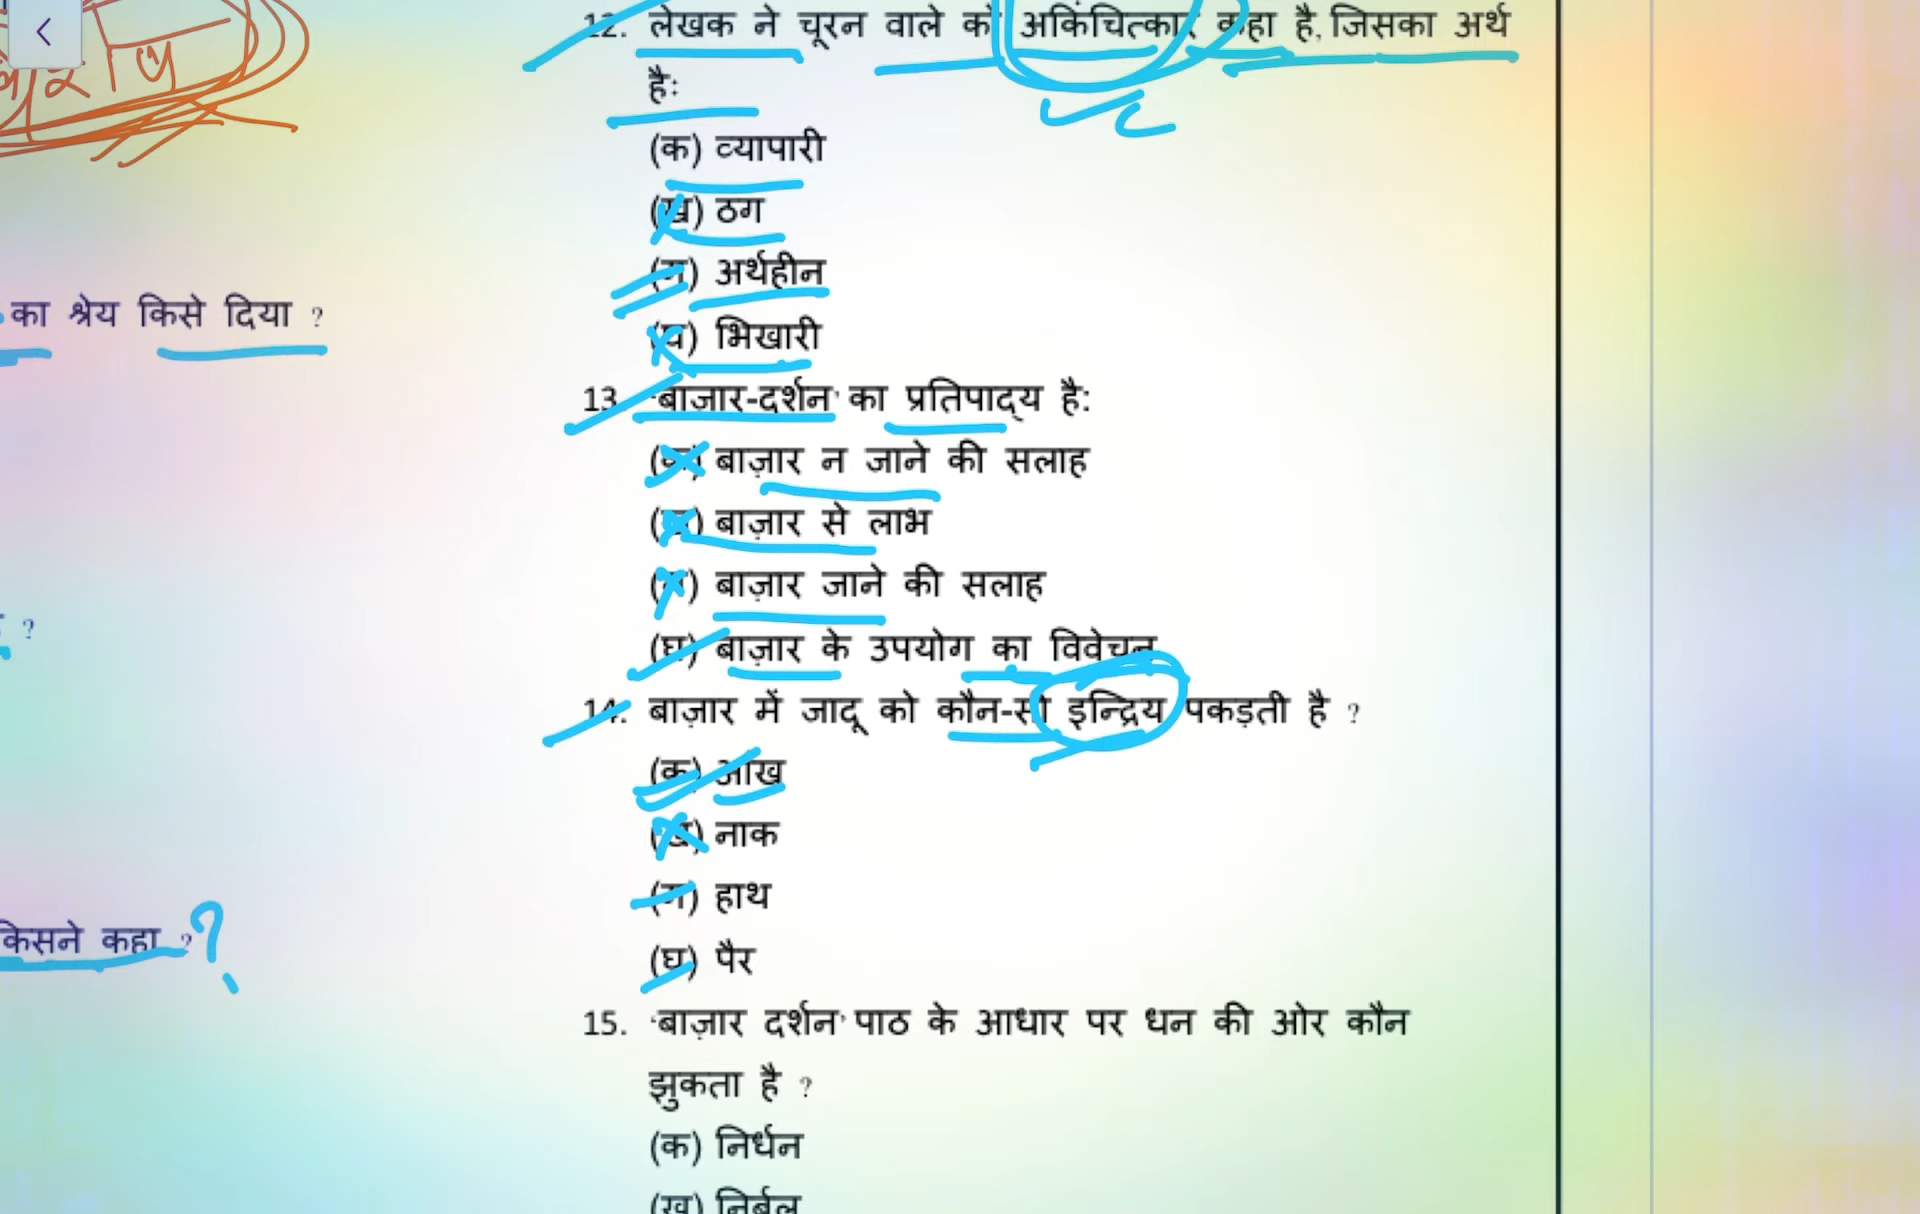 12. लेखक ने चूरन वाले को अकिंचित्कार कहा है, जिसका अर्थ
है:
(क) व्यापारी
(ख) ठग
(ग) अर्थहीन
(घ) भिखारी
13. 'बाज़ार-दर्शन' का प्रतिपाद्य है:
(क) बाज़ार न जाने की सलाह
(ख) बाज़ार से लाभ
(ग) बाज़ार जाने की सलाह
(घ) बाज़ार के उपयोग का विवेचन
14. बाज़ार में जादू को कौन-सी इन्द्रिय पकड़ती है ?
(क) आँख
(ख) नाक
(ग) हाथ
(घ) पैर
15. 'बाज़ार दर्शन' पाठ के आधार पर धन की ओर कौन
झुकता है ?
(क) निर्धन
(ख) निर्बल
का श्रेय किसे दिया ?
?
किसने कहा ? ?